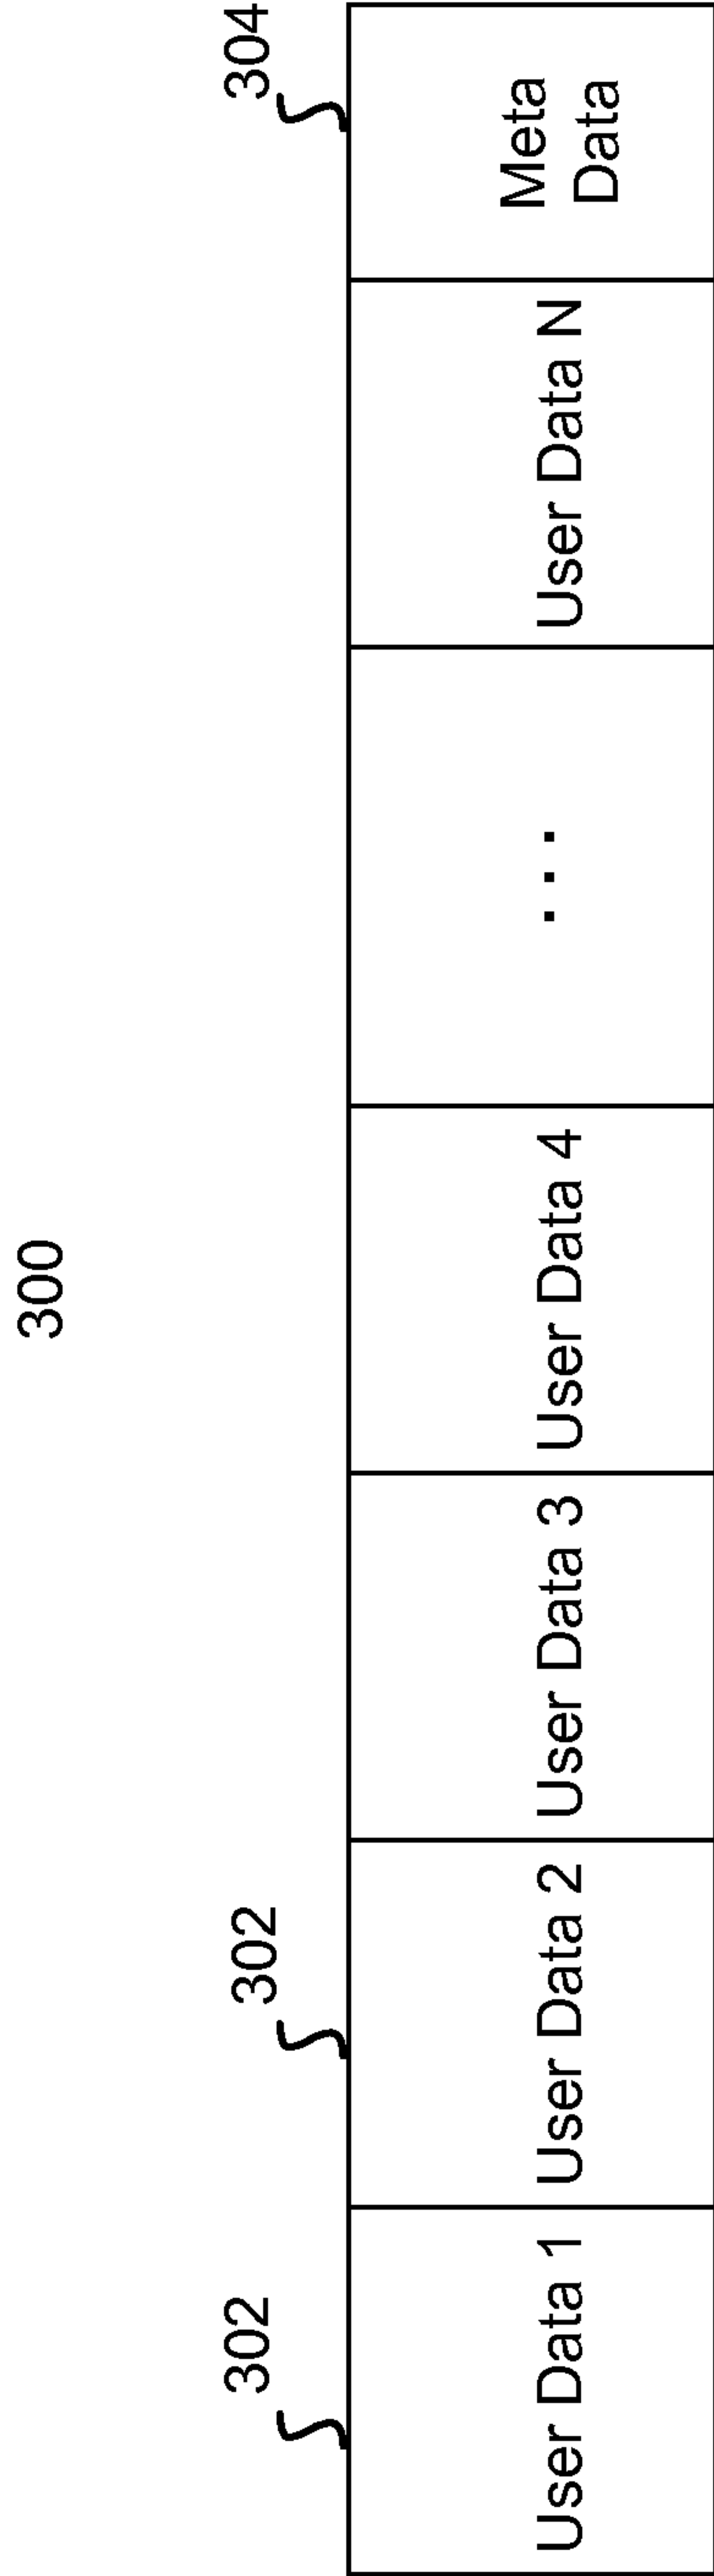 300
302
302
304
User Data 1
User Data 2
User Data 3
User Data 4
...
User Data N
Meta
Data